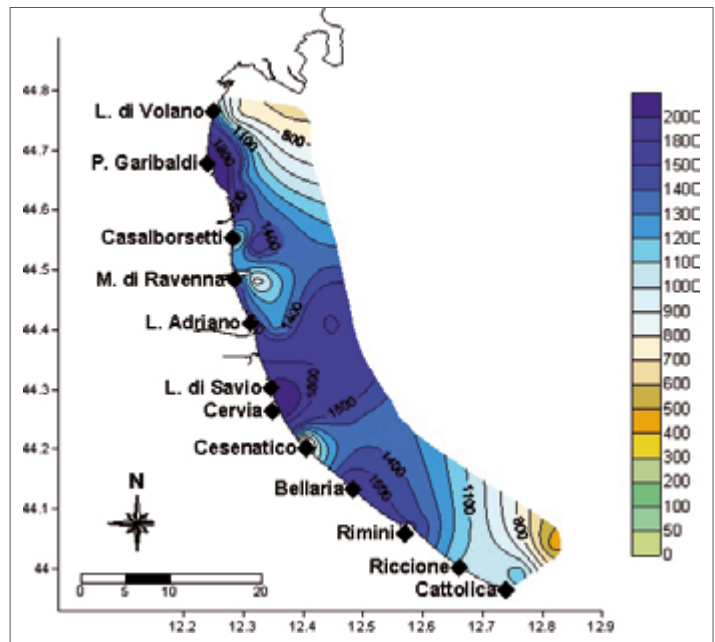 44.8
44.7
44.6
44.5
44.4
44.3
44.2
44.1
44
L. di Volano
P. Garibaldi
Casalborsetti
M. di Ravenna
L. Adriano
L. di Savio
Cervia
Cesenatico
Bellaria
Rimini
Riccione
Cattolica
800
1100
1800
1400
1400
1500
1400
1500
1100
800
N
0 5 10 20
12.2 12.3 12.4 12.5 12.6 12.7 12.8 12.9
2000
1800
1500
1400
1300
1200
1100
1000
900
800
700
600
500
400
300
200
100
50
0